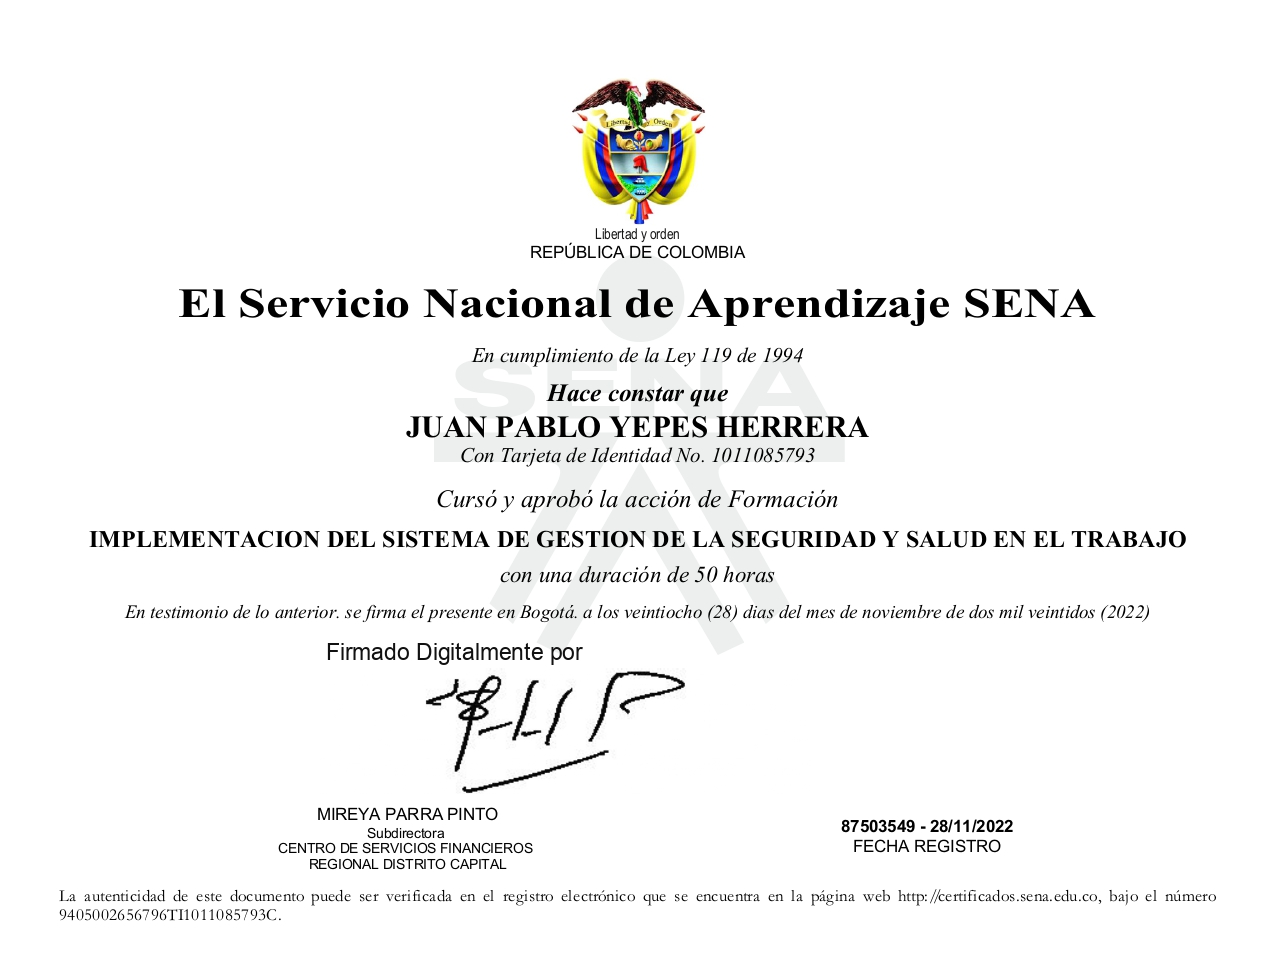 Libertad y Orden
Libertad y orden
REPÚBLICA DE COLOMBIA
El Servicio Nacional de Aprendizaje SENA
En cumplimiento de la Ley 119 de 1994
SENA
Hace constar que
JUAN PABLO YEPES HERRERA
Con Tarjeta de Identidad No. 1011085793
Cursó y aprobó la acción de Formación
IMPLEMENTACION DEL SISTEMA DE GESTION DE LA SEGURIDAD Y SALUD EN EL TRABAJO
con una duración de 50 horas
En testimonio de lo anterior. se firma el presente en Bogotá. a los veintiocho (28) dias del mes de noviembre de dos mil veintidos (2022)
Firmado Digitalmente por
MIREYA PARRA PINTO
Subdirectora
CENTRO DE SERVICIOS FINANCIEROS
REGIONAL DISTRITO CAPITAL
87503549 - 28/11/2022
FECHA REGISTRO
La autenticidad de este documento puede ser verificada en el registro electrónico que se encuentra en la página web http://certificados.sena.edu.co, bajo el número
9405002656796TI1011085793C.